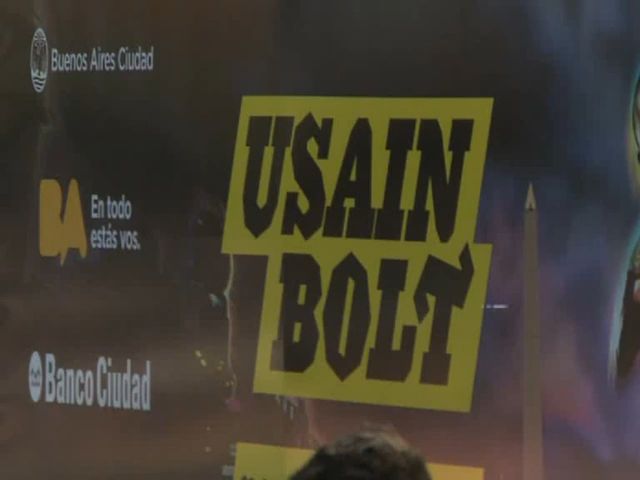 Buenos Aires Ciudad
USAIN
BOLT
BA
En todo
estás vos.
Banco Ciudad